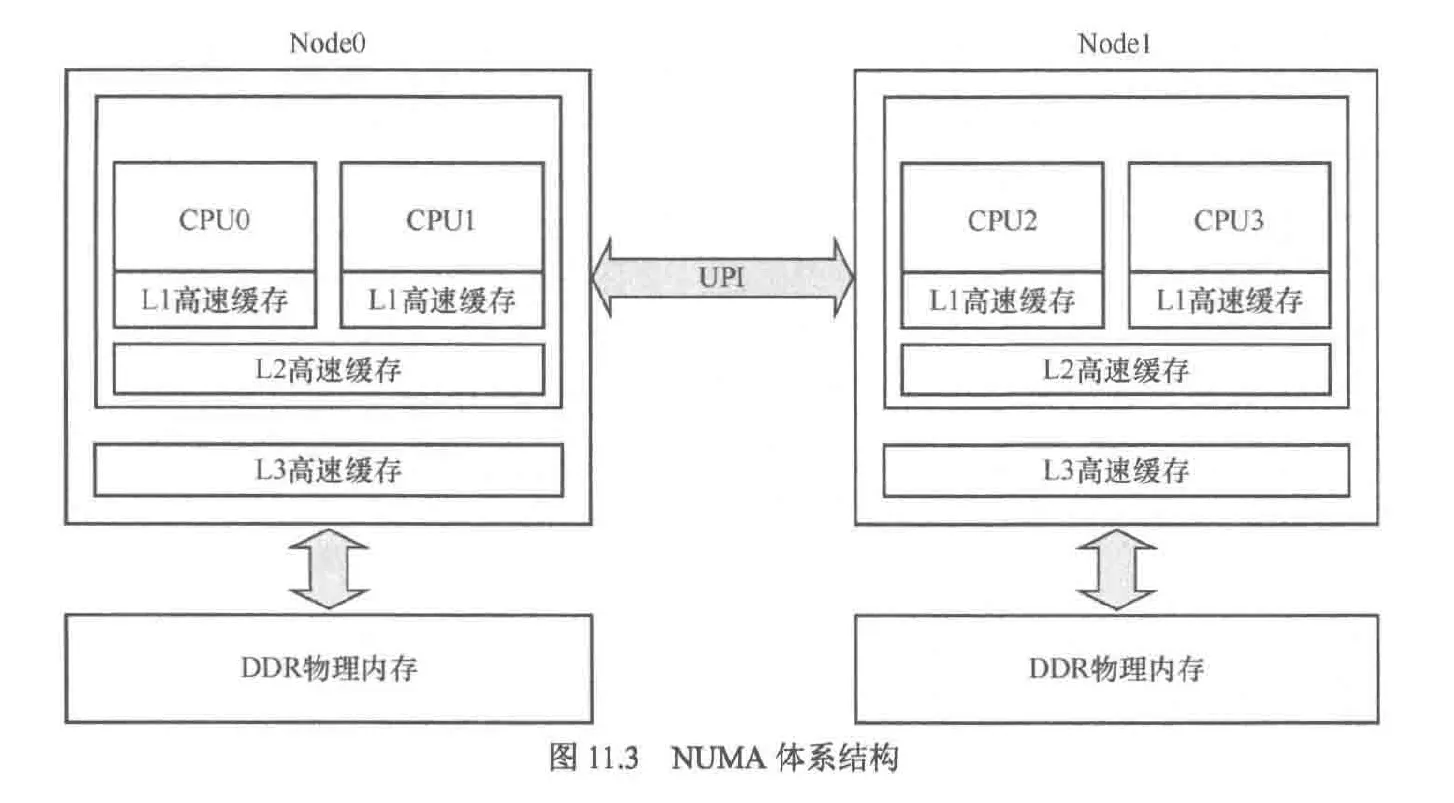 Node0
Node1
CPU0
CPU1
CPU2
CPU3
UPI
L1高速缓存
L1高速缓存
L1高速缓存
L1高速缓存
L2高速缓存
L2高速缓存
L3高速缓存
L3高速缓存
DDR物理内存
DDR物理内存
图 11.3 NUMA 体系结构